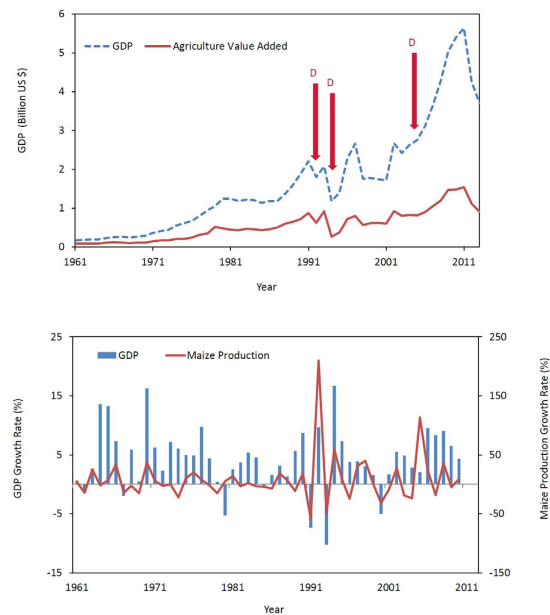 6
GDP
Agriculture Value Added
D
D
D
5
4
3
2
1
0
GDP (Billion US $)
1961
1971
1981
1991
2001
2011
Year
25
250
GDP
Maize Production
15
150
5
50
-5
-50
-15
-150
GDP Growth Rate (%)
Maize Production Growth Rate (%)
1961
1971
1981
1991
2001
2011
Year